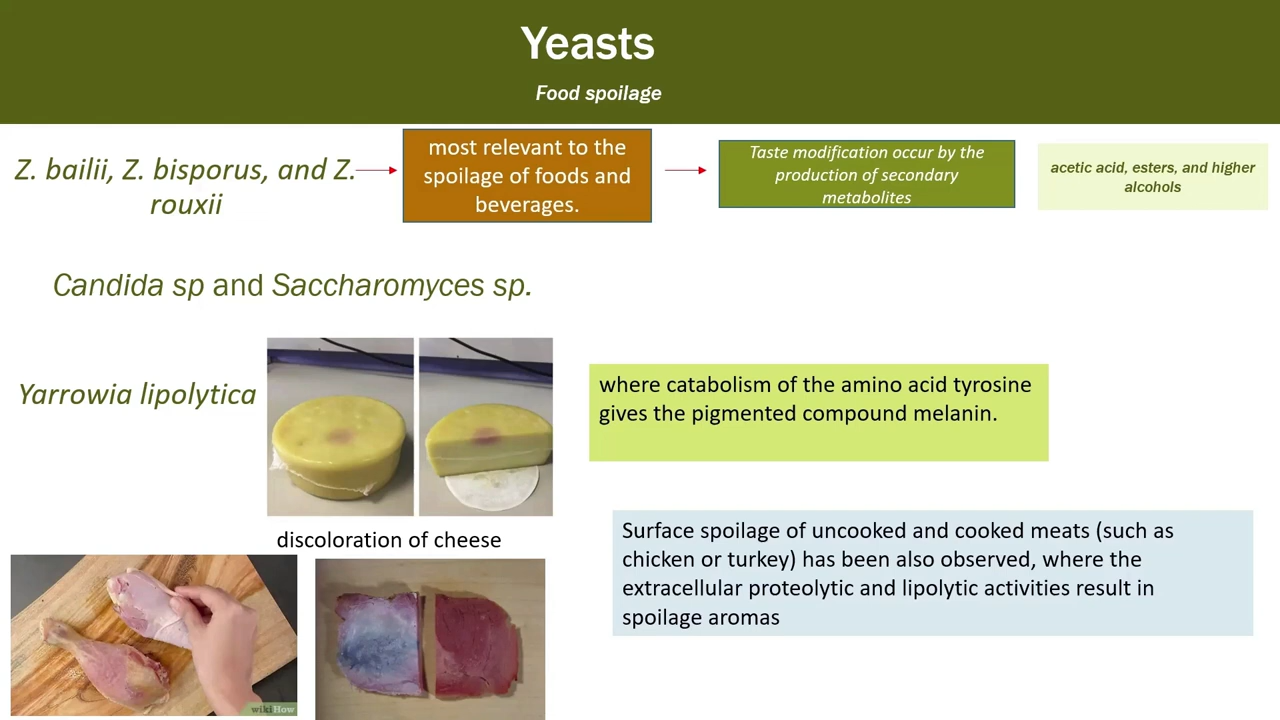 Yeasts
Food spoilage
Z. bailii, Z. bisporus, and Z.
rouxii
most relevant to the
spoilage of foods and
beverages.
Taste modification occur by the
production of secondary
metabolites
acetic acid, esters, and higher
alcohols
Candida sp and Saccharomyces sp.
Yarrowia lipolytica
where catabolism of the amino acid tyrosine
gives the pigmented compound melanin.
discoloration of cheese
Surface spoilage of uncooked and cooked meats (such as
chicken or turkey) has been also observed, where the
extracellular proteolytic and lipolytic activities result in
spoilage aromas
wikiHow